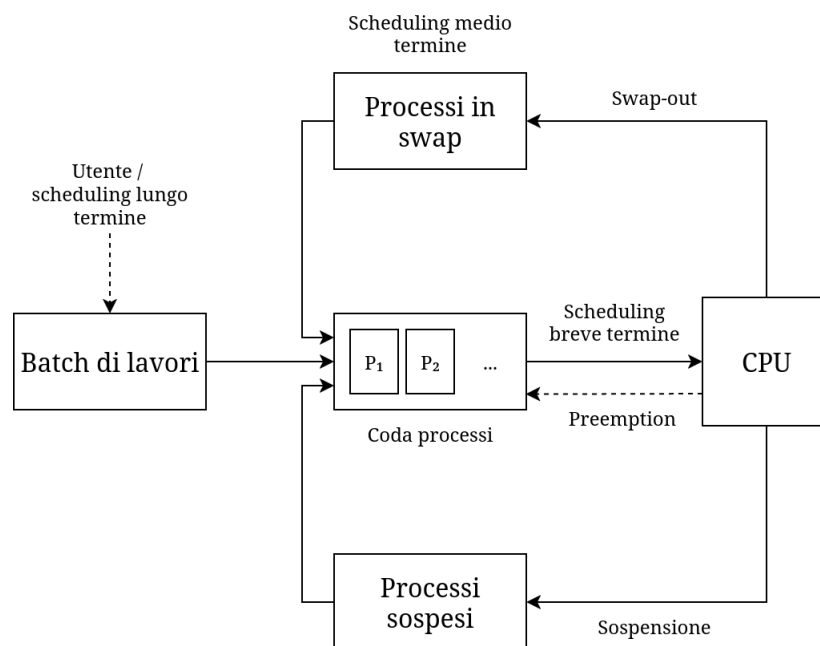 Scheduling medio
termine
Processi in
swap
Swap-out
Utente /
scheduling lungo
termine
Batch di lavori
P₁
P₂
...
Scheduling
breve termine
CPU
Preemption
Coda processi
Processi
sospesi
Sospensione